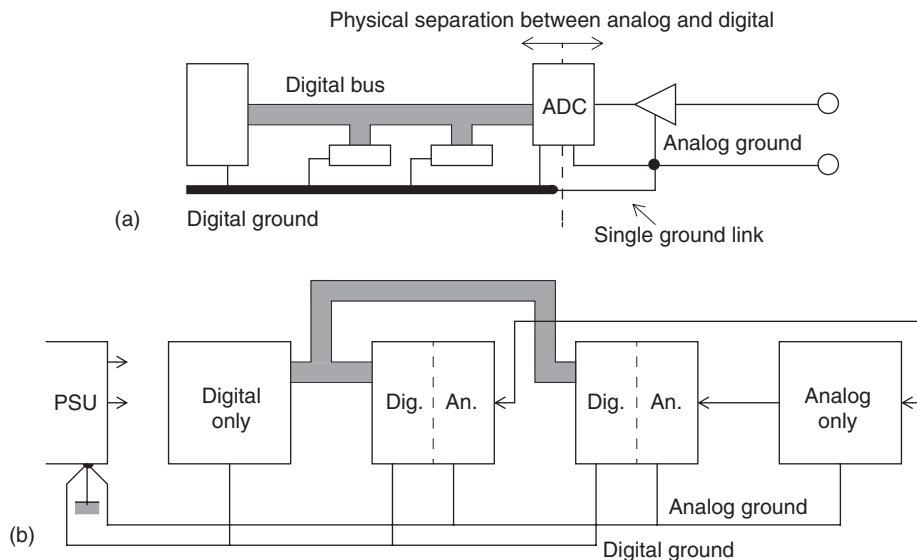 Physical separation between analog and digital
Digital bus
ADC
Analog ground
(a)
Digital ground
Single ground link
PSU
Digital
only
Dig.
An.
Dig.
An.
Analog
only
Analog ground
(b)
Digital ground